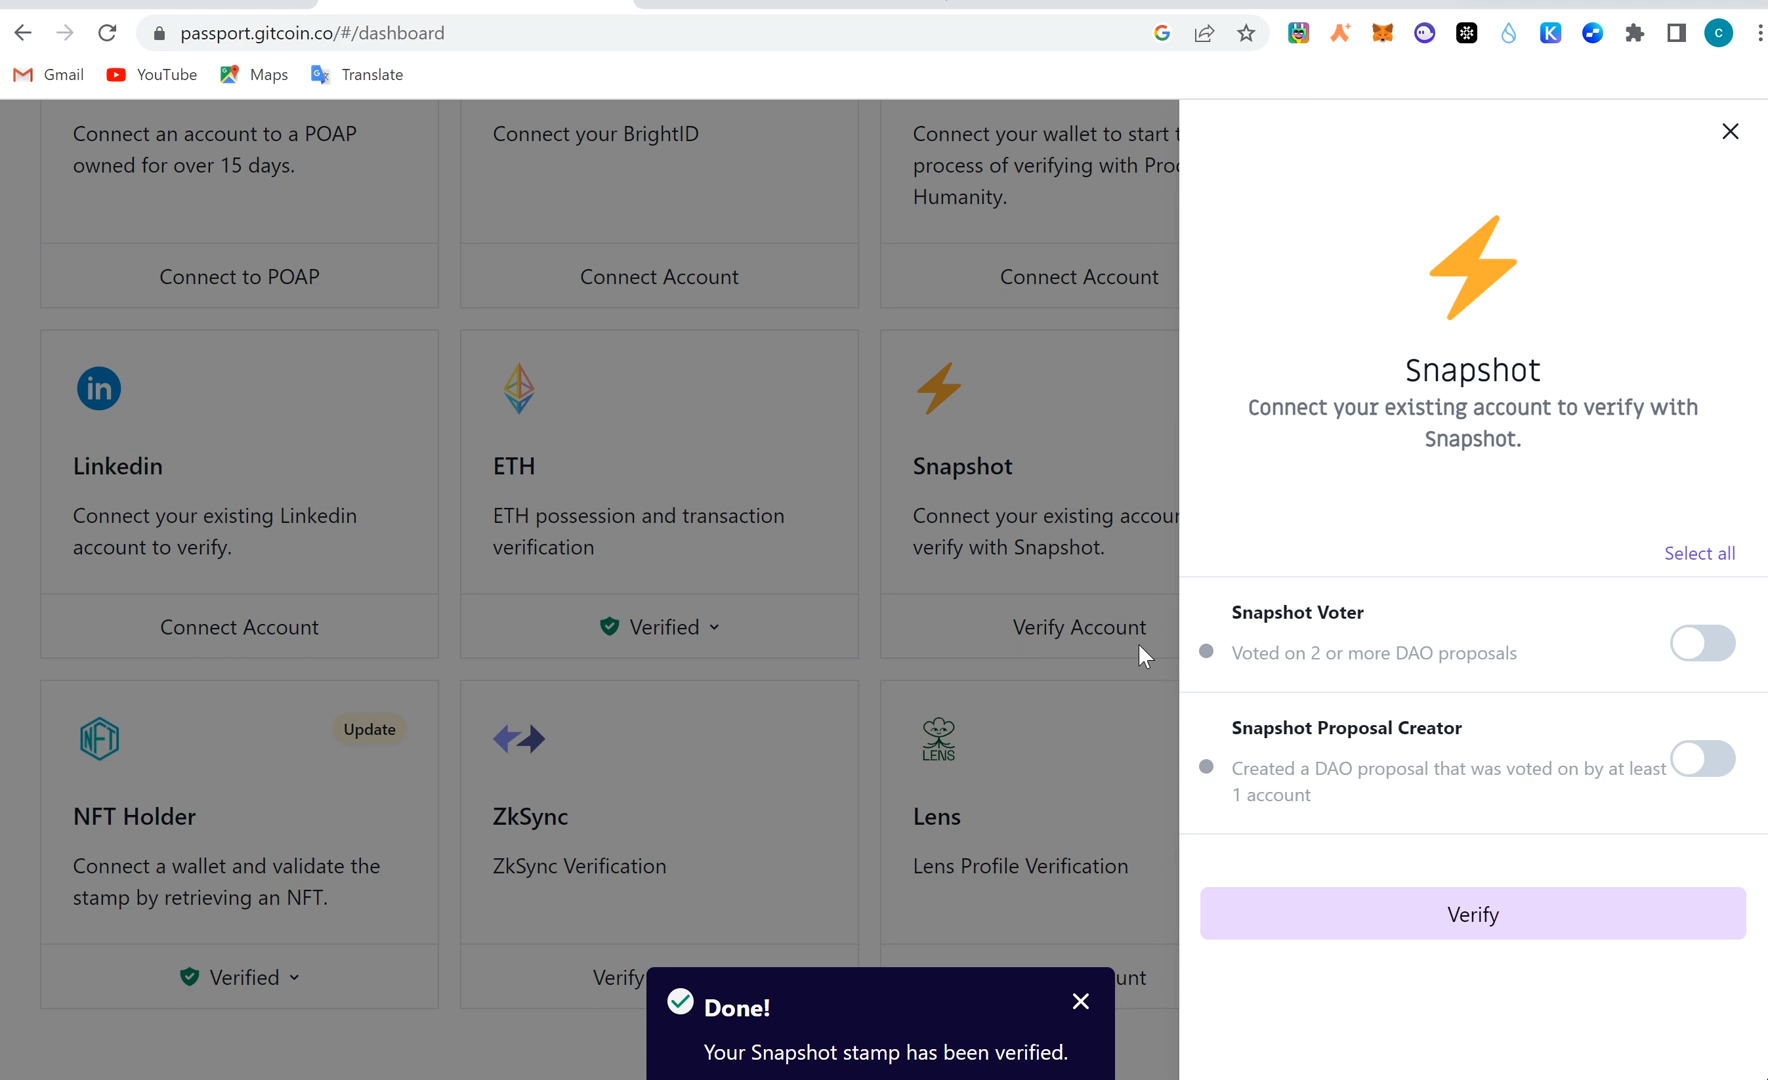 passport.gitcoin.co/#/dashboard
C
Gmail YouTube Maps Translate
Connect an account to a POAP
owned for over 15 days.
Connect to POAP
Connect your BrightID
Connect Account
Connect your wallet to start
process of verifying with
Humanity.
Connect Account
in
Linkedin
Connect your existing Linkedin
account to verify.
Connect Account
ETH
ETH possession and transaction
verification
Verified
Snapshot
Connect your existing
verify with Snapshot.
Verify Account
NFT
Update
NFT Holder
Connect a wallet and validate the
stamp by retrieving an NFT.
Verified
ZkSync
ZkSync Verification
Verify
LENS
Lens
Lens Profile Verification
Done!
Your Snapshot stamp has been verified.
Snapshot
Connect your existing account to verify with
Snapshot.
Select all
Snapshot Voter
Voted on 2 or more DAO proposals
Snapshot Proposal Creator
Created a DAO proposal that was voted on by at least
1 account
Verify